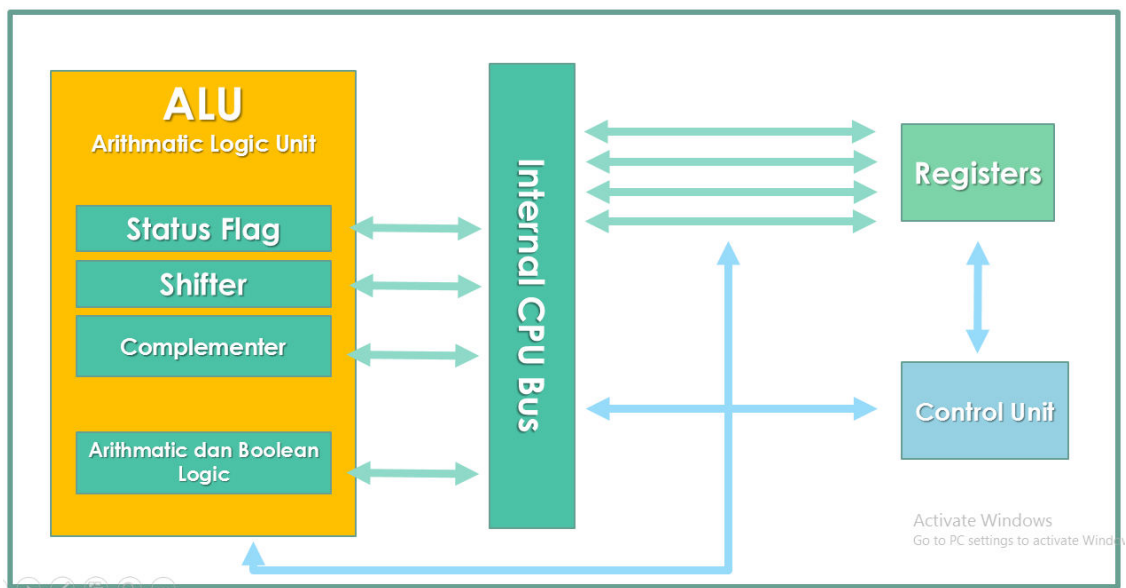 ALU
Arithmatic Logic Unit
Status Flag
Shifter
Complementer
Arithmatic dan Boolean
Logic
Internal CPU Bus
Registers
Control Unit
Activate Windows
Go to PC settings to activate